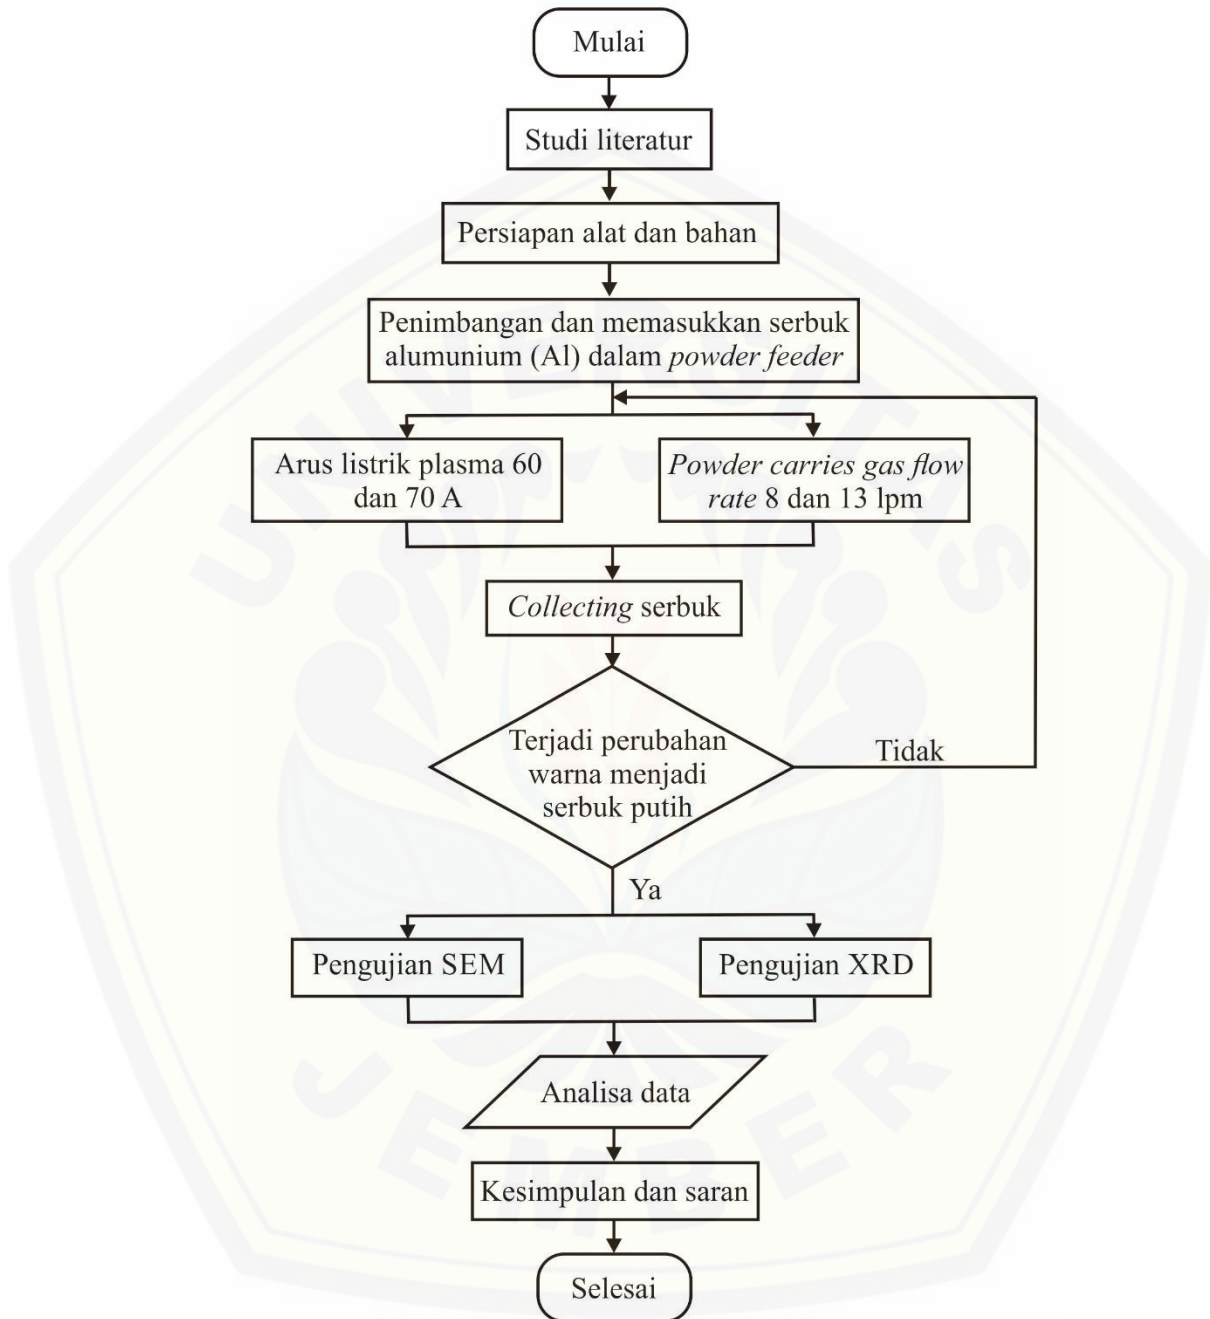 Mulai
Studi literatur
Persiapan alat dan bahan
Penimbangan dan memasukkan serbuk
alumunium (Al) dalam powder feeder
Arus listrik plasma 60
dan 70 A
Powder carries gas flow
rate 8 dan 13 lpm
Collecting serbuk
Terjadi perubahan
warna menjadi
serbuk putih
Tidak
Ya
Pengujian SEM
Pengujian XRD
Analisa data
Kesimpulan dan saran
Selesai
UNIVERSITAS
JEMBER